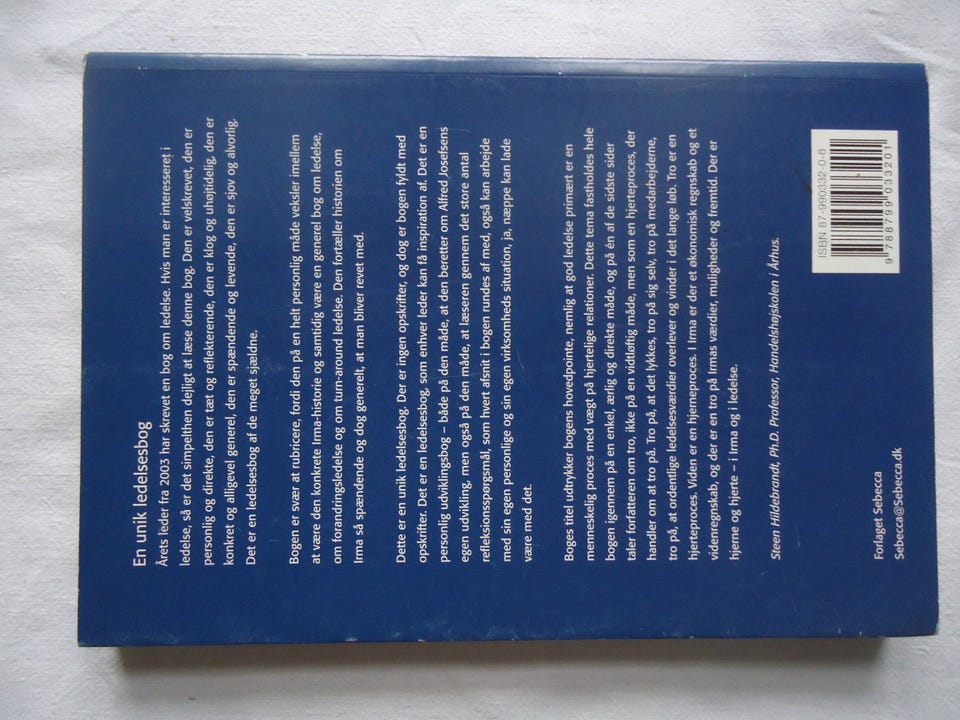 En unik ledelsesbog
Årets leder fra 2003 har skrevet en bog om ledelse. Hvis man er interesseret i
ledelse, så er det simpelthen dejligt at læse denne bog. Den er velskrevet, den er
personlig og direkte, den er tæt og reflekterende, den er klog og uhøjtidelig, den er
konkret og alligevel generel, den er spændende og levende, den er sjov og alvorlig.
Det er en ledelsesbog af de meget sjældne.
Bogen er svær at rubricere, fordi den på en helt personlig måde veksler imellem
at være den konkrete Irma-historie og samtidig være en generel bog om ledelse,
om forandringsledelse og om turn-around ledelse. Den fortæller historien om
Irma så spændende og dog generelt, at man bliver revet med.
Dette er en unik ledelsesbog. Der er ingen opskrifter, og dog er bogen fyldt med
opskrifter. Det er en ledelsesbog, som enhver leder kan få inspiration af. Det er en
personlig udviklingsbog – både på den måde, at den beretter om Alfred Josefsens
egen udvikling, men også på den måde, at læseren gennem det store antal
refleksionsspørgsmål, som hvert afsnit i bogen rundes af med, også kan arbejde
med sin egen personlige og sin egen virksomheds situation, ja, næppe kan lade
være med det.
Boges titel udtrykker bogens hovedpointe, nemlig at god ledelse primært er en
menneskelig proces med vægt på hjertelige relationer. Dette tema fastholdes hele
bogen igennem på en enkel, ærlig og direkte måde, og på én af de sidste sider
taler forfatteren om tro, ikke på en vidtløftig måde, men som en hjerteproces, der
handler om at tro på. Tro på, at det lykkes, tro på sig selv, tro på medarbejderne,
tro på, at ordentlige ledelsesværdier overlever og vinder i det lange løb. Tro er en
hjerteproces. Viden er en hjerneproces. I Irma er der et økonomisk regnskab og et
videnregnskab, og der er en tro på Irmas værdier, muligheder og fremtid. Der er
hjerne og hjerte – i Irma og i ledelse.
Steen Hildebrandt, Ph.D. Professor, Handelshøjskolen i Århus.
Forlaget Sebecca
Sebecca@Sebecca.dk
ISBN 87-990332-0-8
9 788799 033201